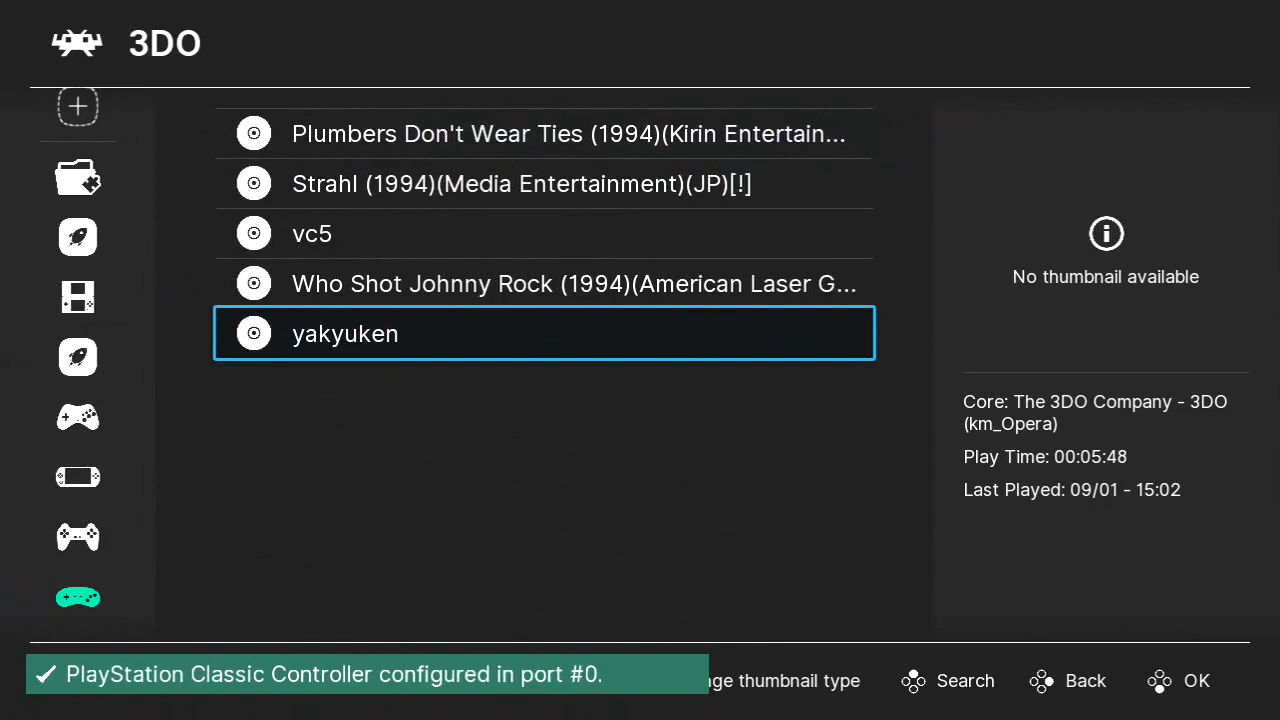 3DO
Plumbers Don't Wear Ties (1994)(Kirin Entertain...
Strahl (1994)(Media Entertainment)(JP)[!]
vc5
Who Shot Johnny Rock (1994)(American Laser G...
yakyuken
No thumbnail available
Core: The 3DO Company - 3DO
(km_Opera)
Play Time: 00:05:48
Last Played: 09/01 - 15:02
PlayStation Classic Controller configured in port #0.
thumbnail type
Search
Back
OK